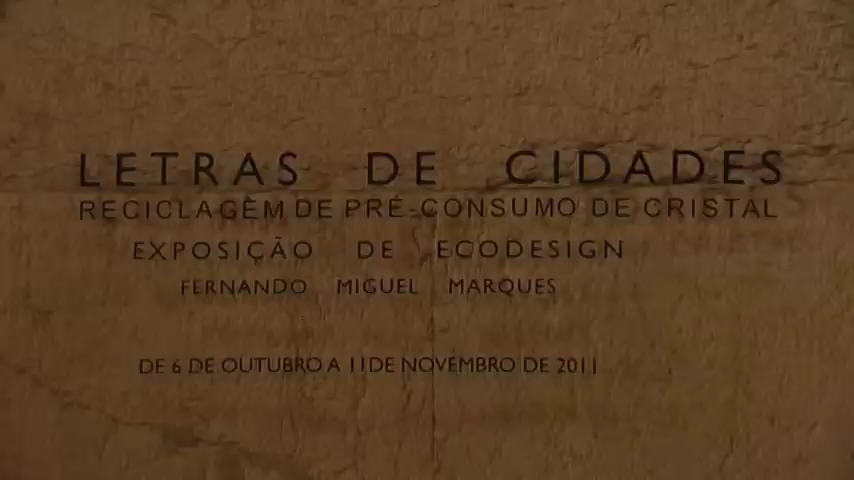 LETRAS DE CIDADES
RECICLAGEM DE PRÉ-CONSUMO DE CRISTAL
EXPOSIÇÃO DE ECODESIGN
FERNANDO MIGUEL MARQUES
DE 6 DE OUTUBRO A 11 DE NOVEMBRO DE 2011